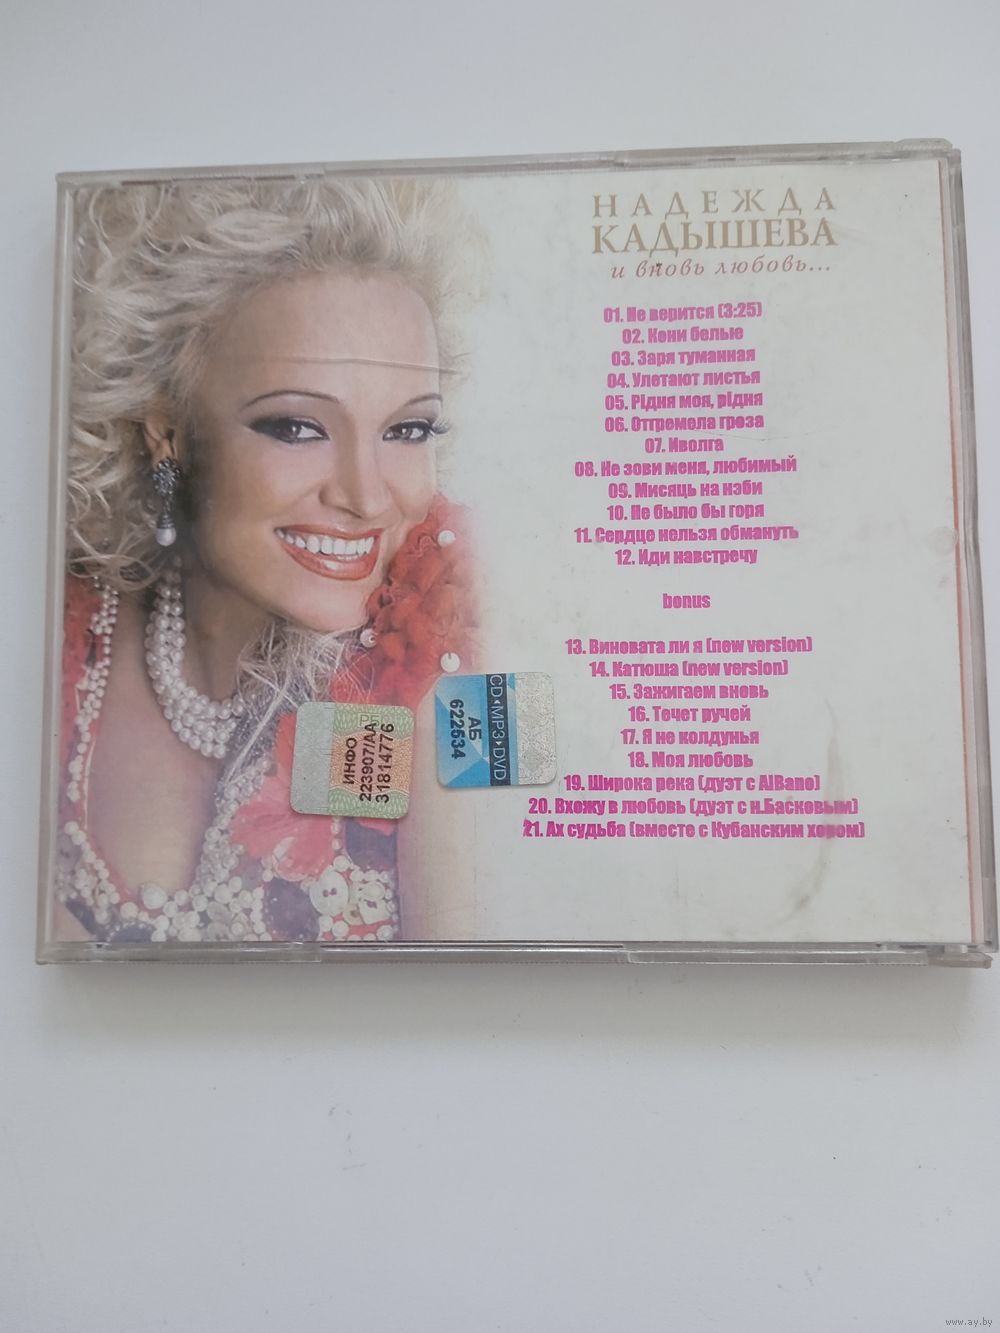 НАДЕЖДА
КАДЫШЕВА
и вновь любовь...
01. Не верится (3:25)
02. Кони белые
03. Заря туманная
04. Улетают листья
05. Рідня моя, рідня
06. Отгремела гроза
07. Иволга
08. Не зови меня, любимый
09. Мисяць на нэби
10. Не было бы горя
11. Сердце нельзя обмануть
12. Иди навстречу
bonus
13. Виновата ли я (new version)
14. Катюша (new version)
15. Зажигаем вновь
16. Течет ручей
17. Я не колдунья
18. Моя любовь
19. Широка река (дуэт с AlBano)
20. Вхожу в любовь (дуэт с н.Басковым)
21. Ах судьба (вместе с Кубанским хором)
РБ
ИНФО
223907/АА
31814776
CD•MP3•DVD
АБ
622534
www.ay.by